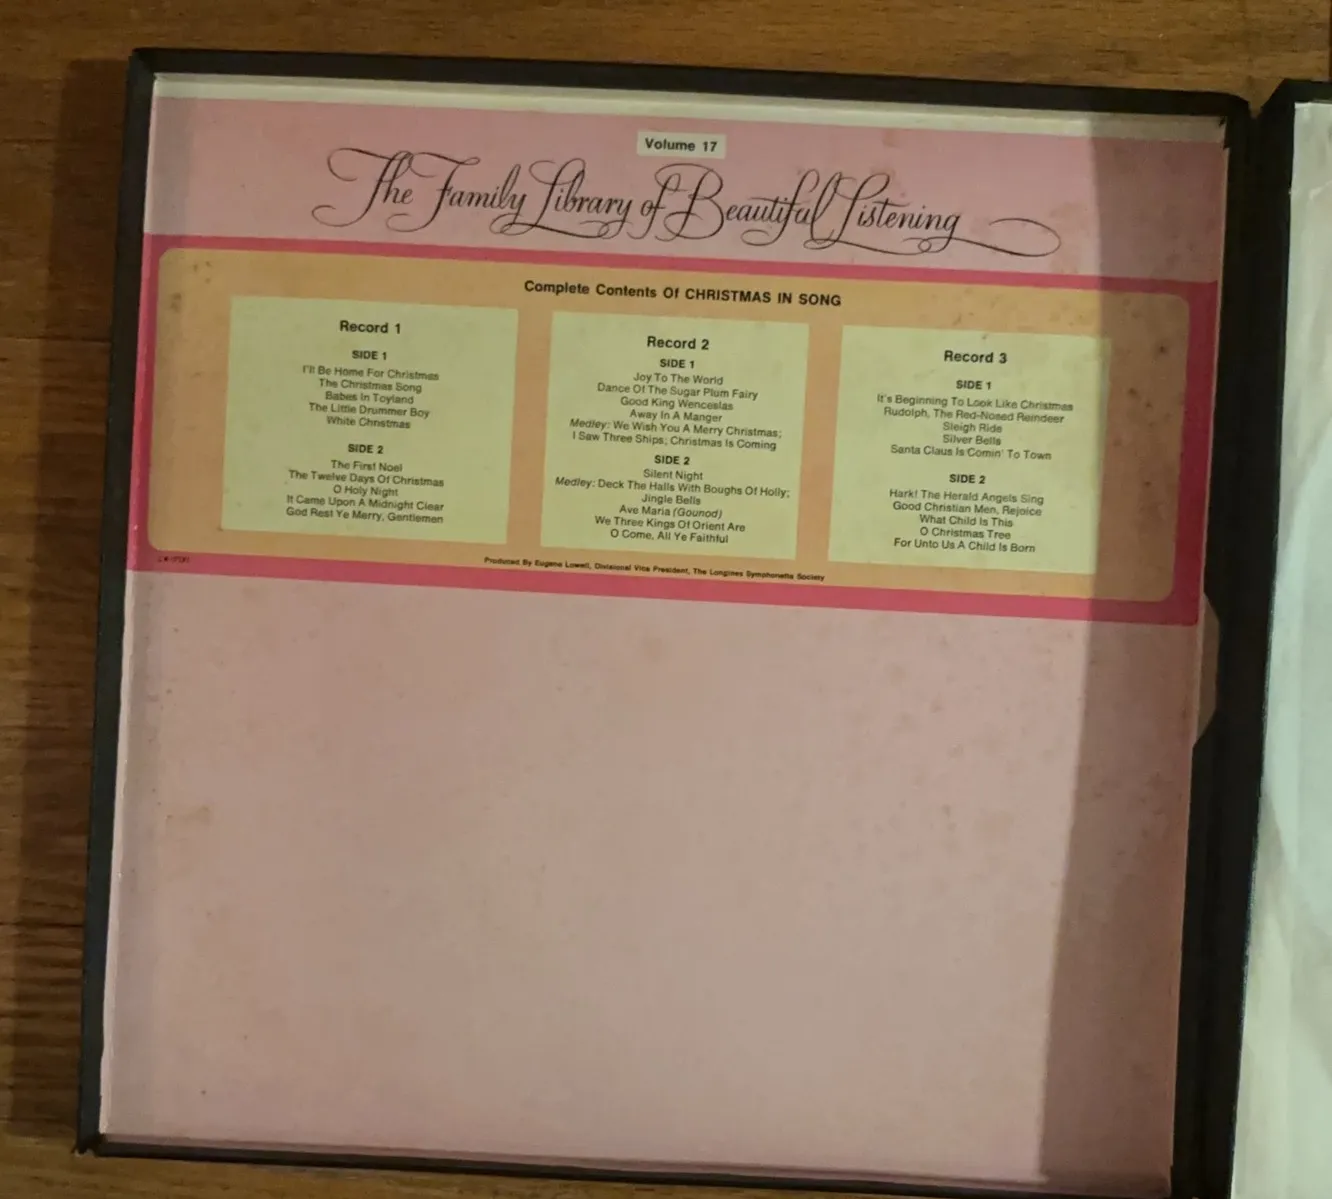 Volume 17
The Family Library of Beautiful Listening
Complete Contents Of CHRISTMAS IN SONG
Record 1
SIDE 1
I'll Be Home For Christmas
The Christmas Song
Babes In Toyland
The Little Drummer Boy
White Christmas
SIDE 2
The First Noel
The Twelve Days Of Christmas
O Holy Night
It Came Upon A Midnight Clear
God Rest Ye Merry, Gentlemen
Record 2
SIDE 1
Joy To The World
Dance Of The Sugar Plum Fairy
Good King Wenceslas
Away In A Manger
Medley: We Wish You A Merry Christmas;
I Saw Three Ships; Christmas Is Coming
SIDE 2
Silent Night
Medley: Deck The Halls With Boughs Of Holly;
Jingle Bells
Ave Maria (Gounod)
We Three Kings Of Orient Are
O Come, All Ye Faithful
Record 3
SIDE 1
It's Beginning To Look Like Christmas
Rudolph, The Red-Nosed Reindeer
Sleigh Ride
Silver Bells
Santa Claus Is Comin' To Town
SIDE 2
Hark! The Herald Angels Sing
Good Christian Men, Rejoice
What Child Is This
O Christmas Tree
For Unto Us A Child Is Born
Produced By Eugene Lowell, Divisional Vice President, The Longines Symphonette Society